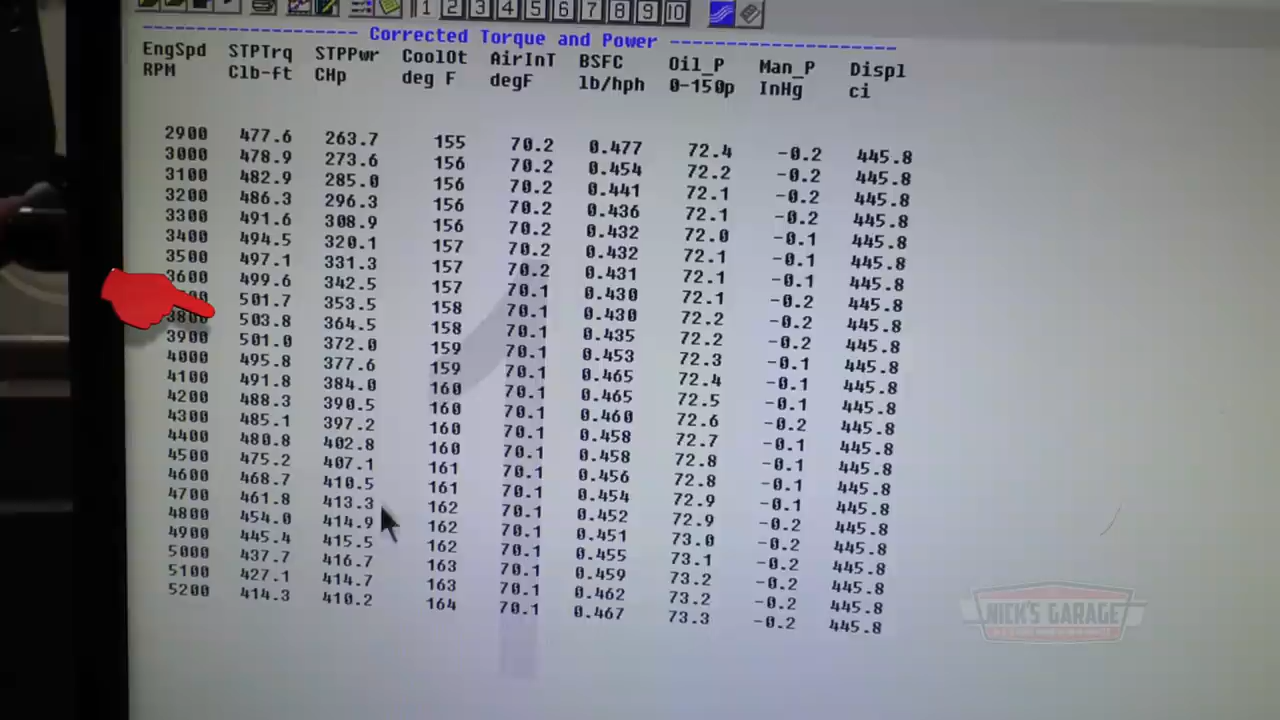 1 2 3 4 5 6 7 8 9 10
Corrected Torque and Power
EngSpd STPTrq STPPwr CoolOt AirInT BSFC Oil_P Man_P Displ
RPM Clb-ft CHp deg F degF lb/hph 0-150p InHg ci
2900 477.6 263.7 155 70.2 0.477 72.4 -0.2 445.8
3000 478.9 273.6 156 70.2 0.454 72.2 -0.2 445.8
3100 482.9 285.0 156 70.2 0.441 72.1 -0.2 445.8
3200 486.3 296.3 156 70.2 0.436 72.1 -0.2 445.8
3300 491.6 308.9 156 70.2 0.432 72.0 -0.1 445.8
3400 494.5 320.1 157 70.2 0.432 72.1 -0.1 445.8
3500 497.1 331.3 157 70.2 0.431 72.1 -0.1 445.8
3600 499.6 342.5 157 70.1 0.430 72.1 -0.2 445.8
501.7 353.5 158 70.1 0.430 72.2 -0.2 445.8
3800 503.8 364.5 158 70.1 0.435 72.2 -0.2 445.8
3900 501.0 372.0 159 70.1 0.453 72.3 -0.1 445.8
4000 495.8 377.6 159 70.1 0.465 72.4 -0.1 445.8
4100 491.8 384.0 160 70.1 0.465 72.5 -0.1 445.8
4200 488.3 390.5 160 70.1 0.460 72.6 -0.2 445.8
4300 485.1 397.2 160 70.1 0.458 72.7 -0.1 445.8
4400 480.8 402.8 160 70.1 0.458 72.8 -0.1 445.8
4500 475.2 407.1 161 70.1 0.456 72.8 -0.1 445.8
4600 468.7 410.5 161 70.1 0.454 72.9 -0.1 445.8
4700 461.8 413.3 162 70.1 0.452 72.9 -0.2 445.8
4800 454.0 414.9 162 70.1 0.451 73.0 -0.2 445.8
4900 445.4 415.5 162 70.1 0.455 73.1 -0.2 445.8
5000 437.7 416.7 163 70.1 0.459 73.2 -0.2 445.8
5100 427.1 414.7 163 70.1 0.462 73.2 -0.2 445.8
5200 414.3 410.2 164 70.1 0.467 73.3 -0.2 445.8
NICK'S GARAGE